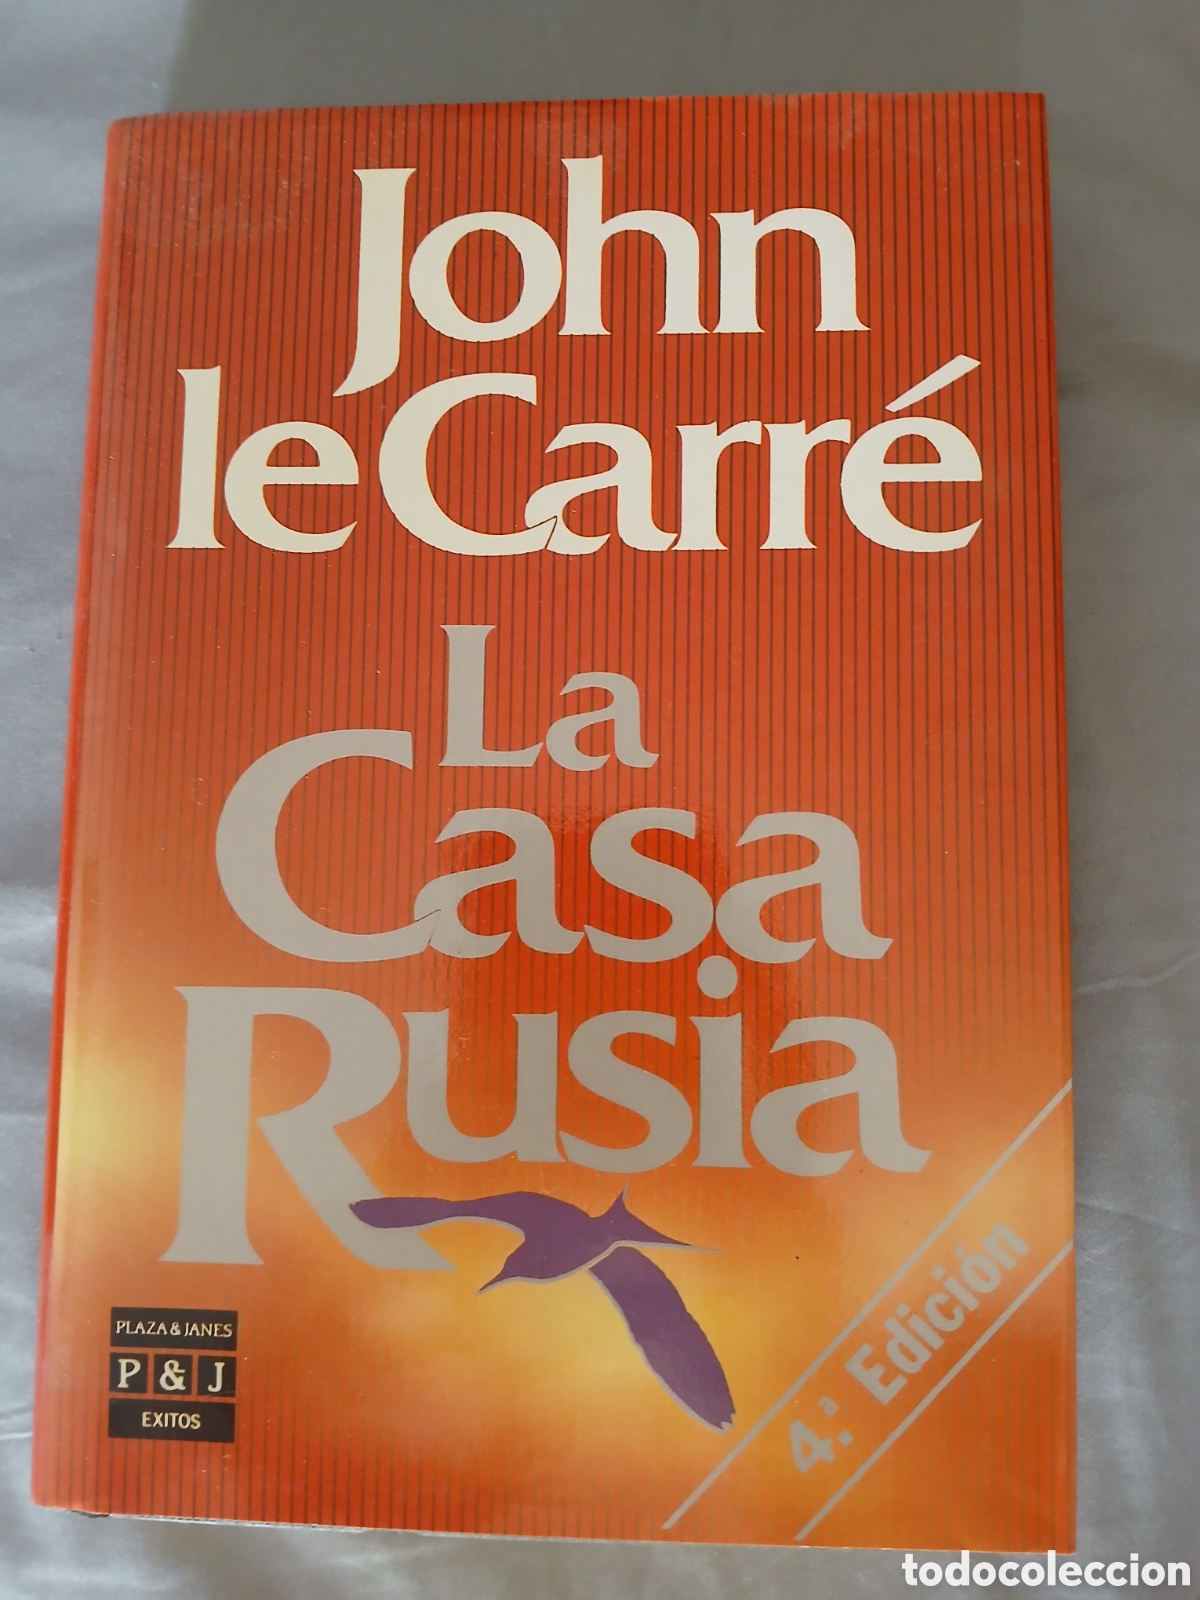 John
le Carré
La
Casa
Rusia
4.ª Edición
PLAZA & JANES
P & J
EXITOS
todocoleccion